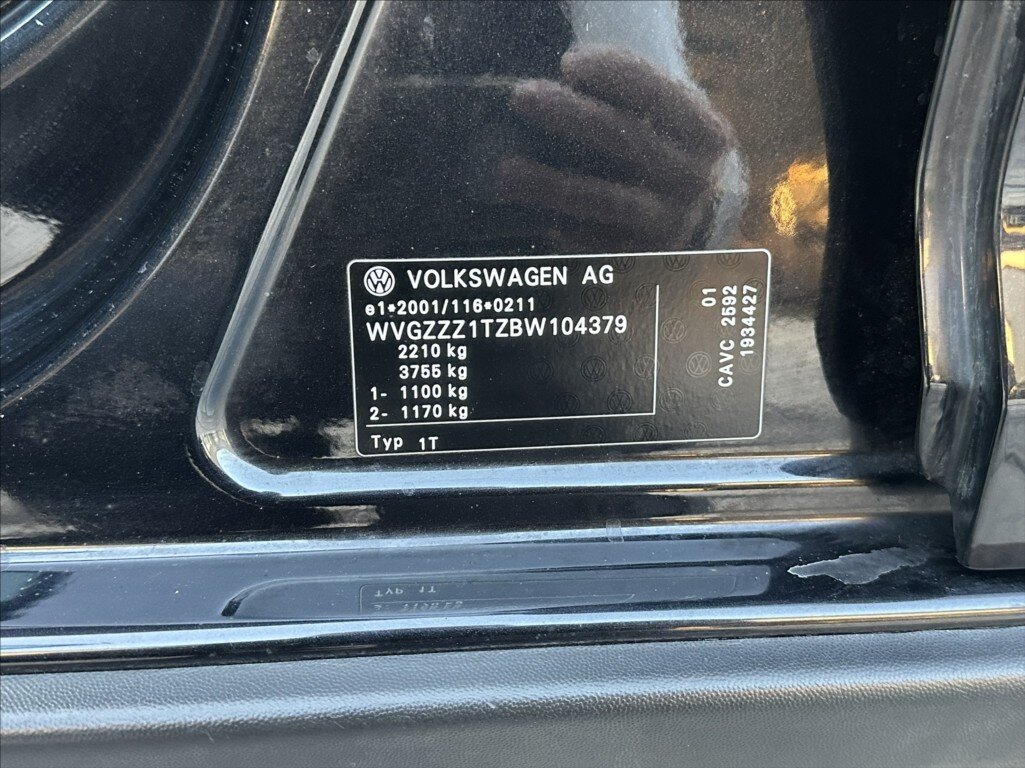 VOLKSWAGEN AG
e1*2001/116*0211
WVGZZZ1TZBW104379
2210 kg
3755 kg
1- 1100 kg
2- 1170 kg
Typ 1T
01
CAVC 2592
1934427